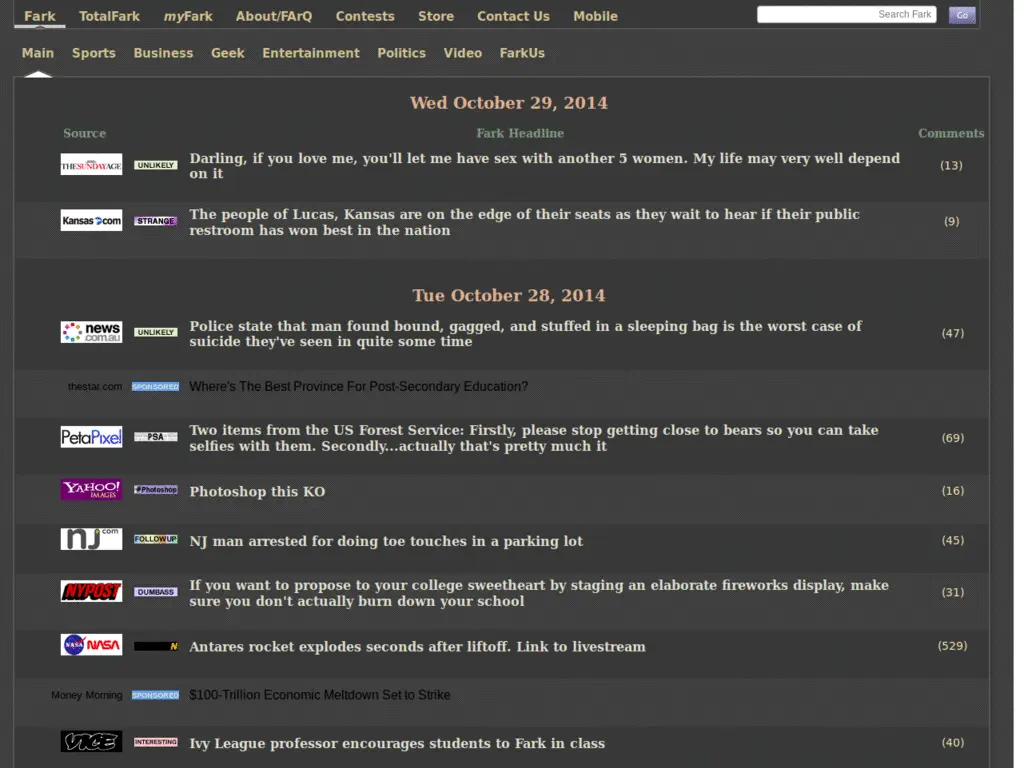 Fark TotalFark myFark About/FArQ Contests Store Contact Us Mobile Search Fark Go
Main Sports Business Geek Entertainment Politics Video FarkUs
Wed October 29, 2014
Source Fark Headline Comments
THE SUNDAY AGE UNLIKELY Darling, if you love me, you'll let me have sex with another 5 women. My life may very well depend
on it (13)
Kansas.com STRANGE The people of Lucas, Kansas are on the edge of their seats as they wait to hear if their public
restroom has won best in the nation (9)
Tue October 28, 2014
news.com.au UNLIKELY Police state that man found bound, gagged, and stuffed in a sleeping bag is the worst case of
suicide they've seen in quite some time (47)
thestar.com SPONSORED Where's The Best Province For Post-Secondary Education?
PetaPixel PSA Two items from the US Forest Service: Firstly, please stop getting close to bears so you can take
selfies with them. Secondly...actually that's pretty much it (69)
YAHOO! IMAGES #Photoshop Photoshop this KO (16)
nj.com FOLLOWUP NJ man arrested for doing toe touches in a parking lot (45)
NYPOST DUMBASS If you want to propose to your college sweetheart by staging an elaborate fireworks display, make
sure you don't actually burn down your school (31)
NASA NASA N Antares rocket explodes seconds after liftoff. Link to livestream (529)
Money Morning SPONSORED $100-Trillion Economic Meltdown Set to Strike
VICE INTERESTING Ivy League professor encourages students to Fark in class (40)